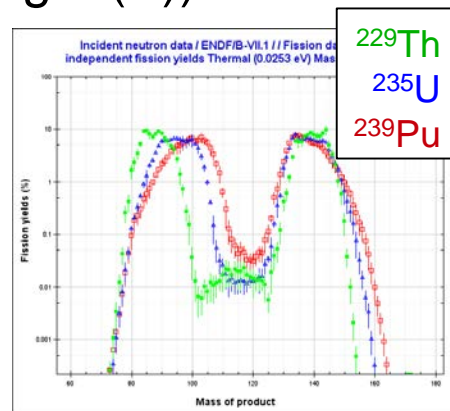 Incident neutron data / ENDF/B-VII.1 / / Fission da
independent fission yields Thermal (0.0253 eV) Mas
229Th
235U
239Pu
100
10
1
0.1
0.01
0.001
Fission yields (%)
60 80 100 120 140 160 180
Mass of product